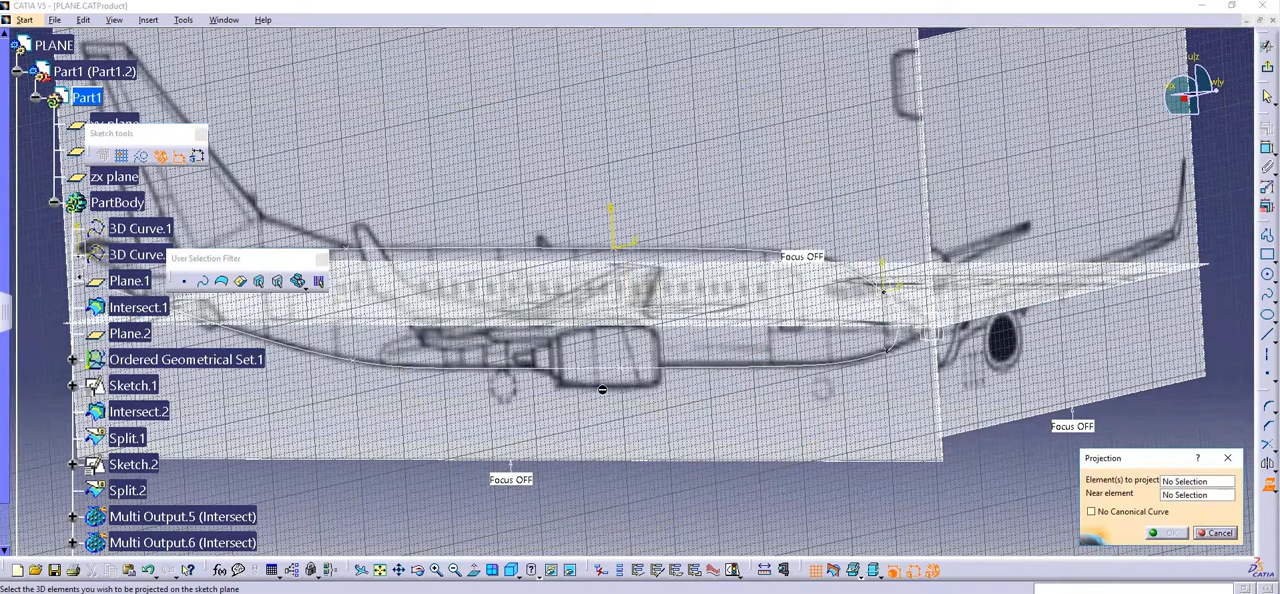 CATIA V5 - [PLANE.CATProduct]
Start File Edit View Insert Tools Window Help
PLANE
Part1 (Part1.2)
Part1
Sketch tools
zx plane
PartBody
3D Curve.1
3D Curve.
User Selection Filter
Plane.1
Intersect.1
Plane.2
Ordered Geometrical Set.1
Sketch.1
Intersect.2
Split.1
Sketch.2
Split.2
Multi Output.5 (Intersect)
Multi Output.6 (Intersect)
Focus OFF
Focus OFF
Focus OFF
Projection ?
Element(s) to project No Selection
Near element No Selection
No Canonical Curve
OK Cancel
f(x)
CATIA
Select the 3D elements you wish to be projected on the sketch plane